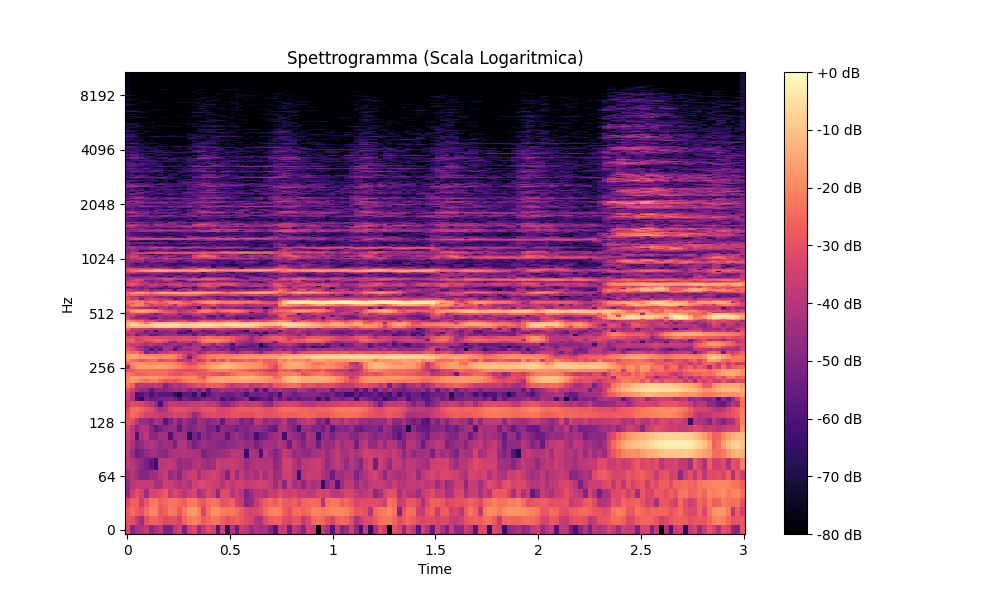 Spettrogramma (Scala Logaritmica)
Hz
8192
4096
2048
1024
512
256
128
64
0
0
0.5
1
1.5
2
2.5
3
Time
+0 dB
-10 dB
-20 dB
-30 dB
-40 dB
-50 dB
-60 dB
-70 dB
-80 dB